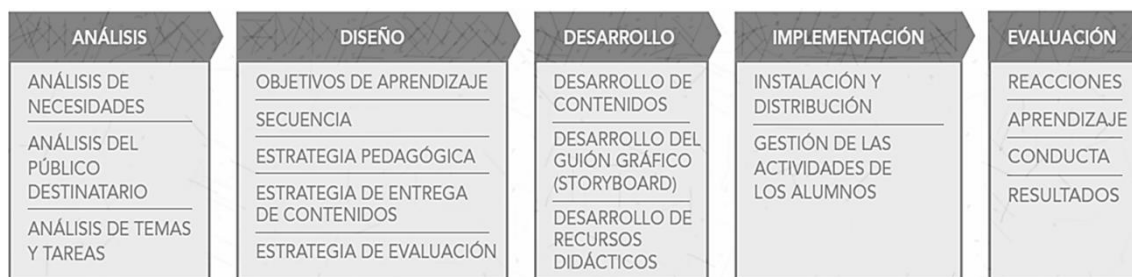 ANÁLISIS
ANÁLISIS DE
NECESIDADES
ANÁLISIS DEL
PÚBLICO
DESTINATARIO
ANÁLISIS DE TEMAS
Y TAREAS
DISEÑO
OBJETIVOS DE APRENDIZAJE
SECUENCIA
ESTRATEGIA PEDAGÓGICA
ESTRATEGIA DE ENTREGA
DE CONTENIDOS
ESTRATEGIA DE EVALUACIÓN
DESARROLLO
DESARROLLO DE
CONTENIDOS
DESARROLLO DEL
GUIÓN GRÁFICO
(STORYBOARD)
DESARROLLO DE
RECURSOS
DIDÁCTICOS
IMPLEMENTACIÓN
INSTALACIÓN Y
DISTRIBUCIÓN
GESTIÓN DE LAS
ACTIVIDADES DE
LOS ALUMNOS
EVALUACIÓN
REACCIONES
APRENDIZAJE
CONDUCTA
RESULTADOS